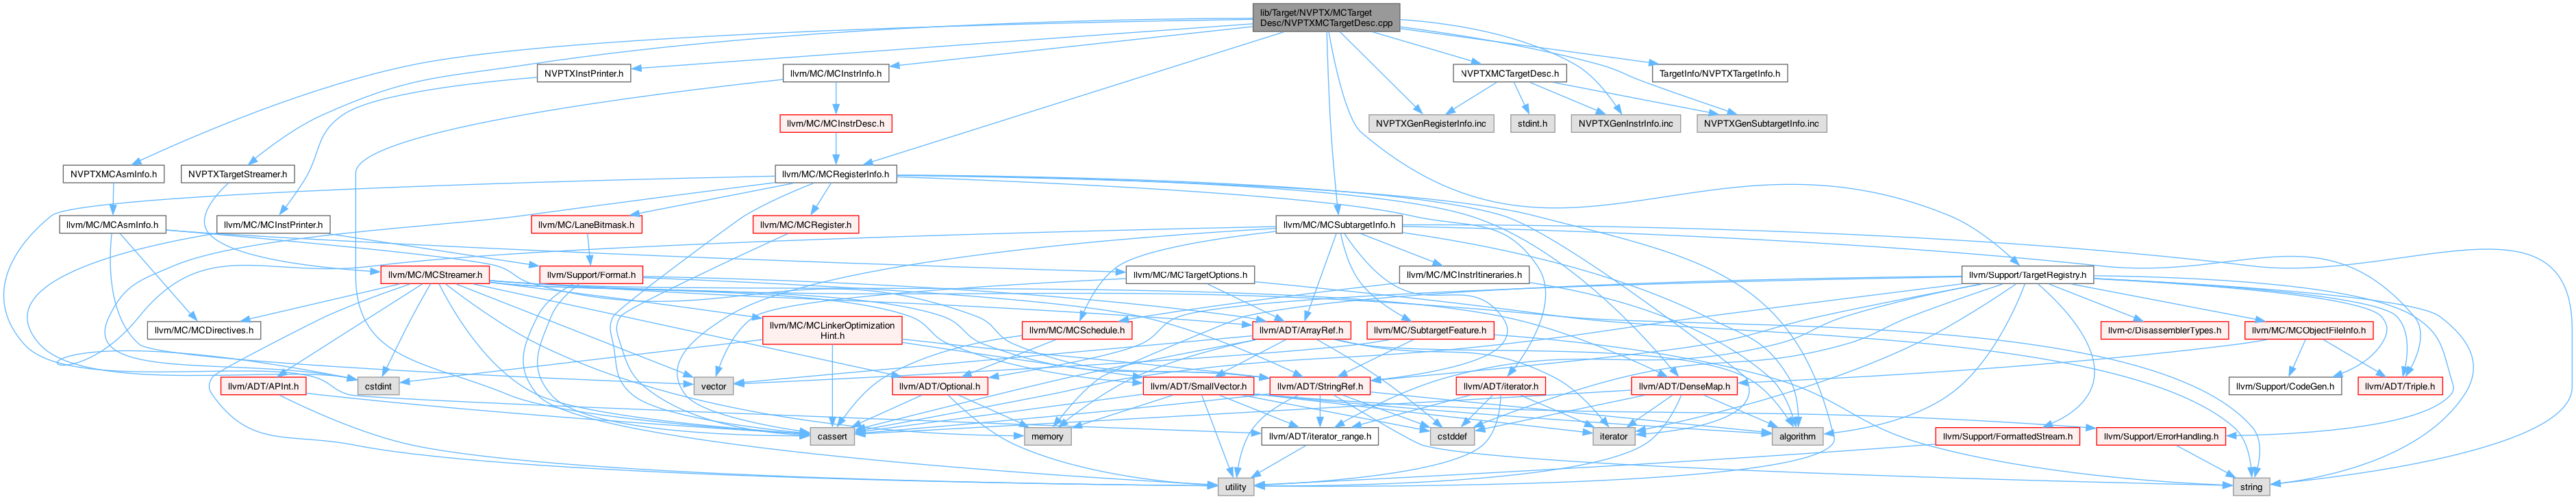 lib/Target/NVPTX/MCTarget
Desc/NVPTXMCTargetDesc.cpp
NVPTXInstPrinter.h
llvm/MC/MCInstrInfo.h
NVPTXMCTargetDesc.h
TargetInfo/NVPTXTargetInfo.h
llvm/MC/MCInstrDesc.h
NVPTXGenRegisterInfo.inc
stdint.h
NVPTXGenInstrInfo.inc
NVPTXGenSubtargetInfo.inc
NVPTXMCAsmInfo.h
NVPTXTargetStreamer.h
llvm/MC/MCRegisterInfo.h
llvm/MC/MCAsmInfo.h
llvm/MC/MCInstPrinter.h
llvm/MC/LaneBitmask.h
llvm/MC/MCRegister.h
llvm/MC/MCSubtargetInfo.h
llvm/MC/MCStreamer.h
llvm/Support/Format.h
llvm/MC/MCTargetOptions.h
llvm/MC/MCInstrItineraries.h
llvm/Support/TargetRegistry.h
llvm/MC/MCDirectives.h
llvm/MC/MCLinkerOptimization
Hint.h
llvm/MC/MCSchedule.h
llvm/ADT/ArrayRef.h
llvm/MC/SubtargetFeature.h
llvm-c/DisassemblerTypes.h
llvm/MC/MCObjectFileInfo.h
llvm/ADT/APInt.h
cstdint
vector
llvm/ADT/Optional.h
llvm/ADT/SmallVector.h
llvm/ADT/StringRef.h
llvm/ADT/iterator.h
llvm/ADT/DenseMap.h
llvm/Support/CodeGen.h
llvm/ADT/Triple.h
cassert
memory
llvm/ADT/iterator_range.h
cstddef
iterator
algorithm
llvm/Support/FormattedStream.h
llvm/Support/ErrorHandling.h
utility
string